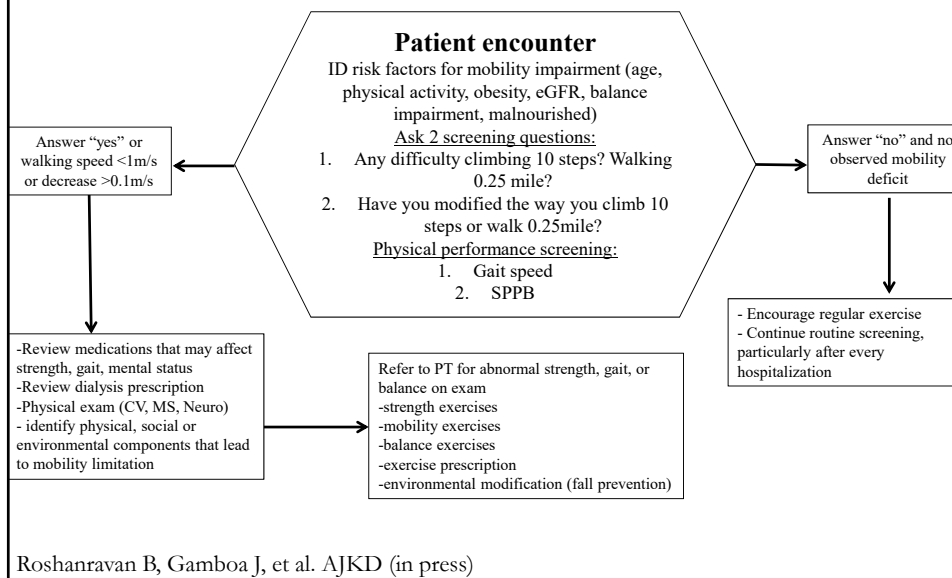 Patient encounter
ID risk factors for mobility impairment (age,
physical activity, obesity, eGFR, balance
impairment, malnourished)
Ask 2 screening questions:
1. Any difficulty climbing 10 steps? Walking
0.25 mile?
2. Have you modified the way you climb 10
steps or walk 0.25mile?
Physical performance screening:
1. Gait speed
2. SPPB
Answer “yes” or
walking speed <1m/s
or decrease >0.1m/s
Answer “no” and no
observed mobility
deficit
-Review medications that may affect
strength, gait, mental status
-Review dialysis prescription
-Physical exam (CV, MS, Neuro)
- identify physical, social or
environmental components that lead
to mobility limitation
Refer to PT for abnormal strength, gait, or
balance on exam
-strength exercises
-mobility exercises
-balance exercises
-exercise prescription
-environmental modification (fall prevention)
- Encourage regular exercise
- Continue routine screening,
particularly after every
hospitalization
Roshanravan B, Gamboa J, et al. AJKD (in press)